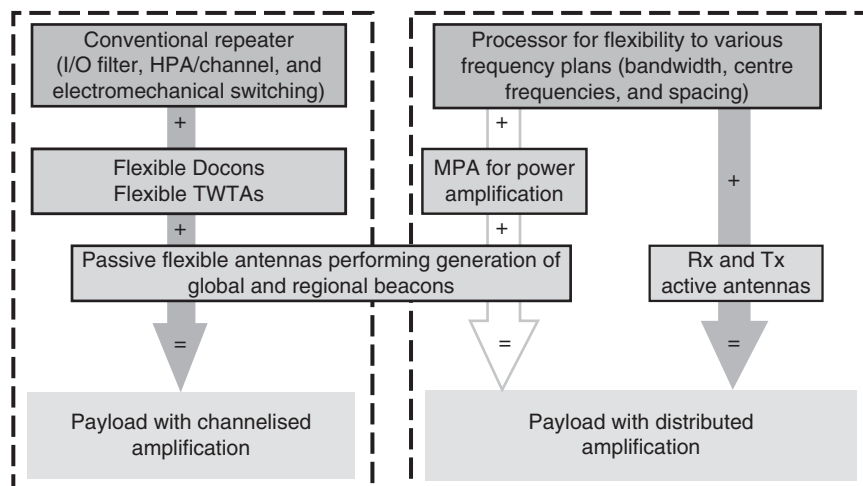 Conventional repeater
(I/O filter, HPA/channel, and
electromechanical switching)
+
Flexible Docons
Flexible TWTAs
+
Processor for flexibility to various
frequency plans (bandwidth, centre
frequencies, and spacing)
+
MPA for power
amplification
+
+
Passive flexible antennas performing generation of
global and regional beacons
Rx and Tx
active antennas
=
=
=
Payload with channelised
amplification
Payload with distributed
amplification